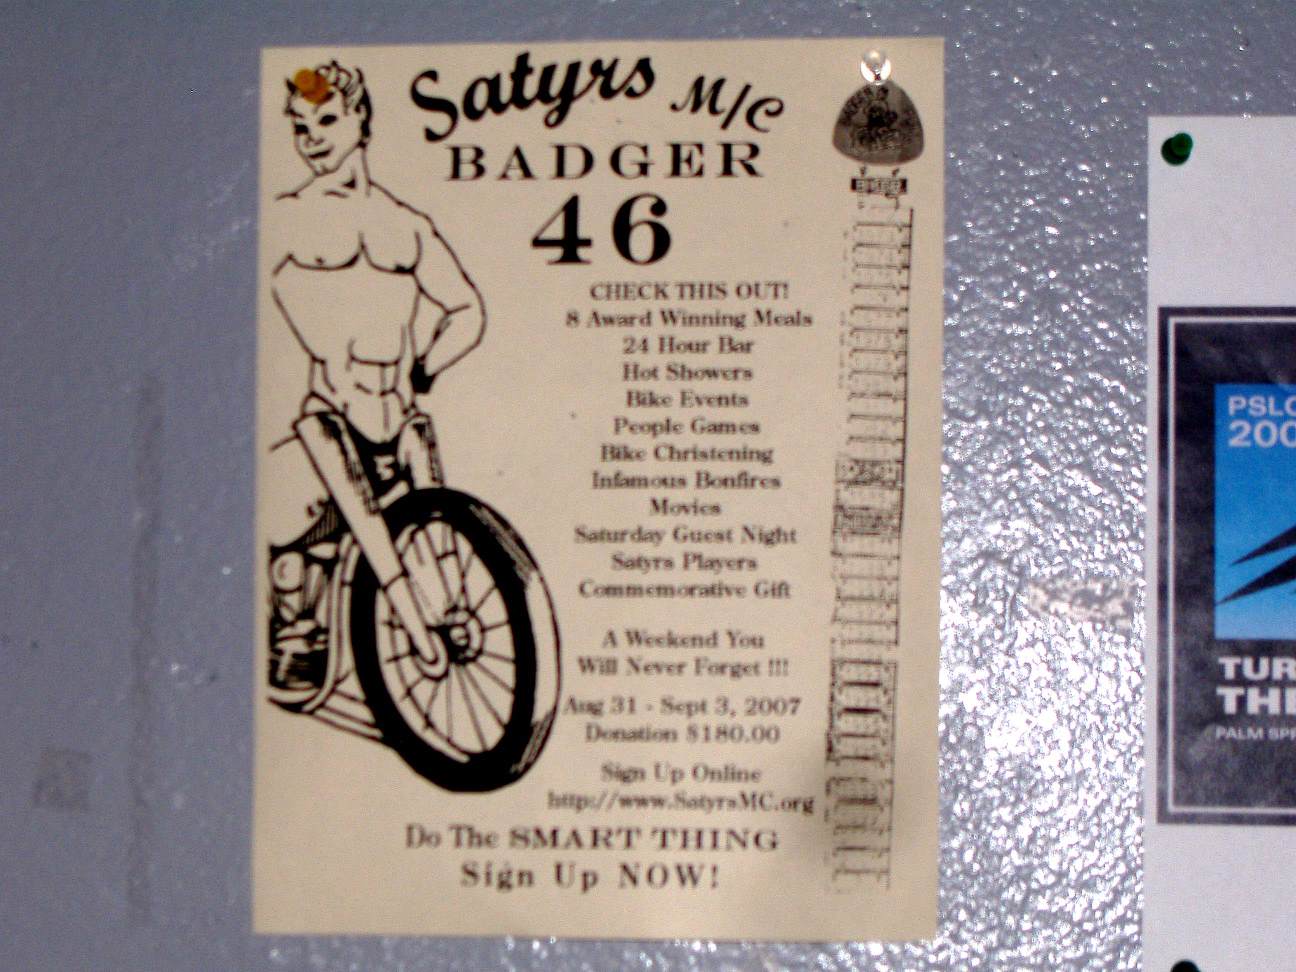 Satyrs M/C
BADGER
46
CHECK THIS OUT!
8 Award Winning Meals
24 Hour Bar
Hot Showers
Bike Events
People Games
Bike Christening
Infamous Bonfires
Movies
Saturday Guest Night
Satyrs Players
Commemorative Gift
A Weekend You
Will Never Forget !!!
Aug 31 - Sept 3, 2007
Donation $180.00
Sign Up Online
http://www.SatyrsMC.org
Do The SMART THING
Sign Up NOW!
PSLO
200
TUR
THE
PALM SPR